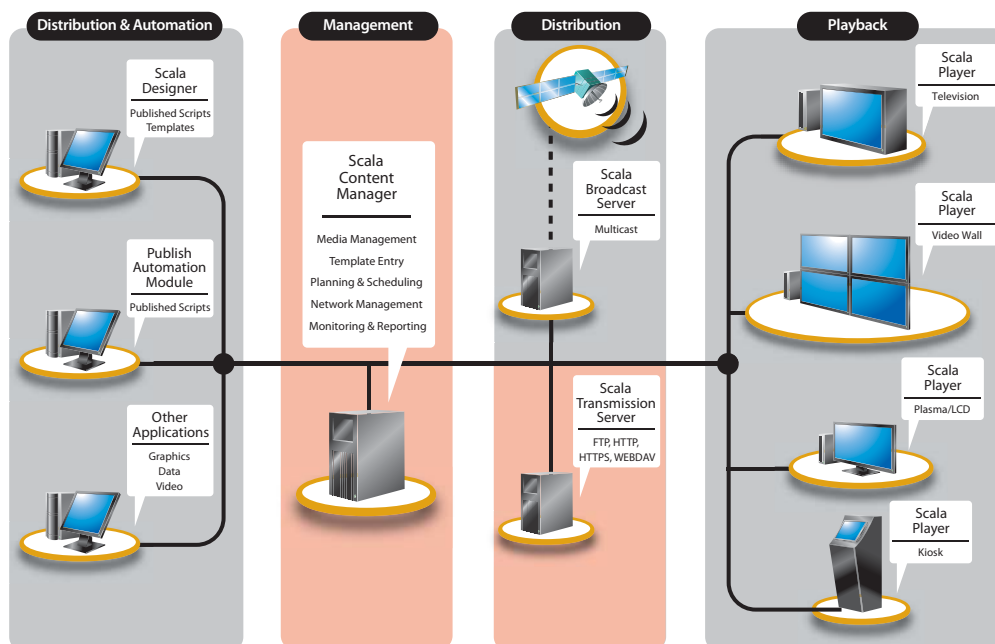 Distribution & Automation
Management
Distribution
Playback
Scala
Designer
Published Scripts
Templates
Publish
Automation
Module
Published Scripts
Other
Applications
Graphics
Data
Video
Scala
Content
Manager
Media Management
Template Entry
Planning & Scheduling
Network Management
Monitoring & Reporting
Scala
Broadcast
Server
Multicast
Scala
Transmission
Server
FTP, HTTP,
HTTPS, WEBDAV
Scala
Player
Television
Scala
Player
Video Wall
Scala
Player
Plasma/LCD
Scala
Player
Kiosk